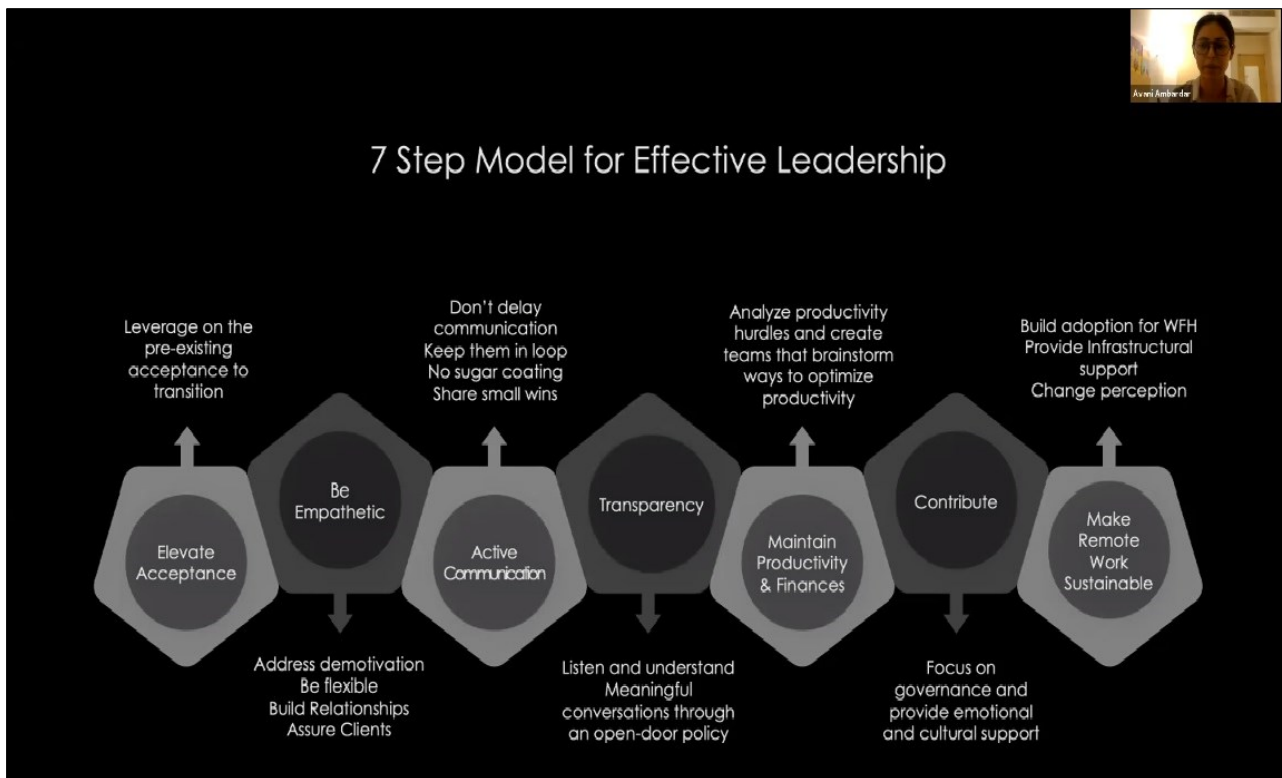 Avani Ambardar
7 Step Model for Effective Leadership
Leverage on the
pre-existing
acceptance to
transition
Elevate
Acceptance
Be
Empathetic
Address demotivation
Be flexible
Build Relationships
Assure Clients
Don’t delay
communication
Keep them in loop
No sugar coating
Share small wins
Active
Communication
Transparency
Listen and understand
Meaningful
conversations through
an open-door policy
Analyze productivity
hurdles and create
teams that brainstorm
ways to optimize
productivity
Maintain
Productivity
& Finances
Contribute
Focus on
governance and
provide emotional
and cultural support
Build adoption for WFH
Provide Infrastructural
support
Change perception
Make
Remote
Work
Sustainable